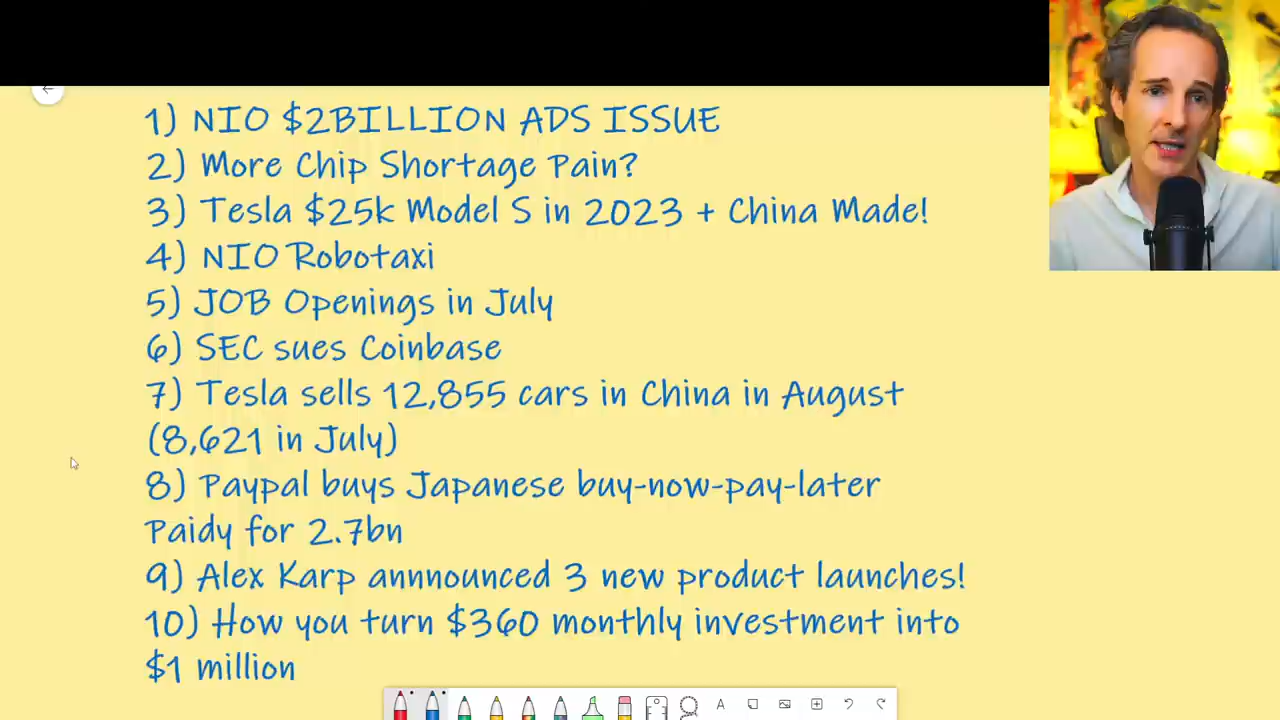 1) NIO $2BILLION ADS ISSUE
2) More Chip Shortage Pain?
3) Tesla $25k Model S in 2023 + China Made!
4) NIO Robotaxi
5) JOB Openings in July
6) SEC sues Coinbase
7) Tesla sells 12,855 cars in China in August
(8,621 in July)
8) Paypal buys Japanese buy-now-pay-later
Paidy for 2.7bn
9) Alex Karp annnounced 3 new product launches!
10) How you turn $360 monthly investment into
$1 million
A